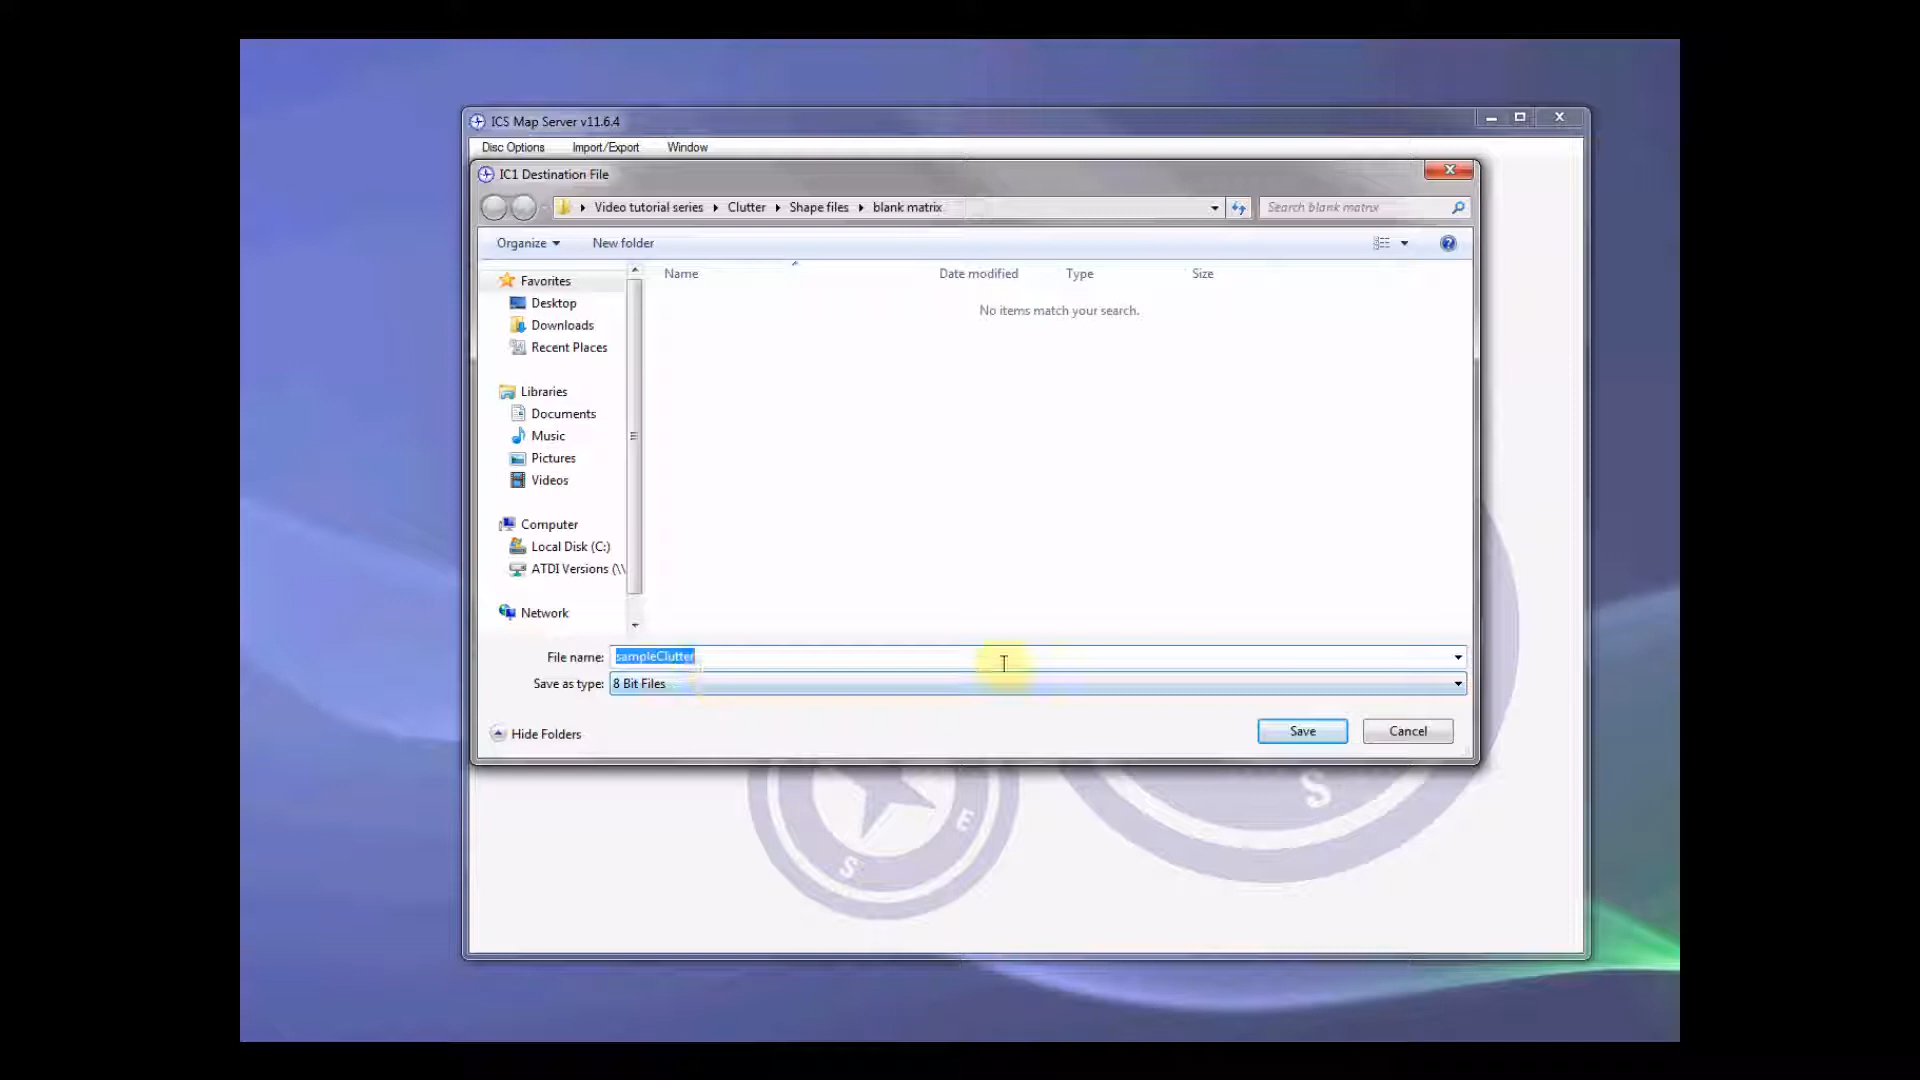 ICS Map Server v11.6.4
Disc Options Import/Export Window
IC1 Destination File
Video tutorial series Clutter Shape files blank matrix Search blank matrix
Organize New folder
Name Date modified Type Size
No items match your search.
Favorites
Desktop
Downloads
Recent Places
Libraries
Documents
Music
Pictures
Videos
Computer
Local Disk (C:)
ATDI Versions (\\
Network
File name: sampleClutter
Save as type: 8 Bit Files
Hide Folders Save Cancel
S
E
S
S